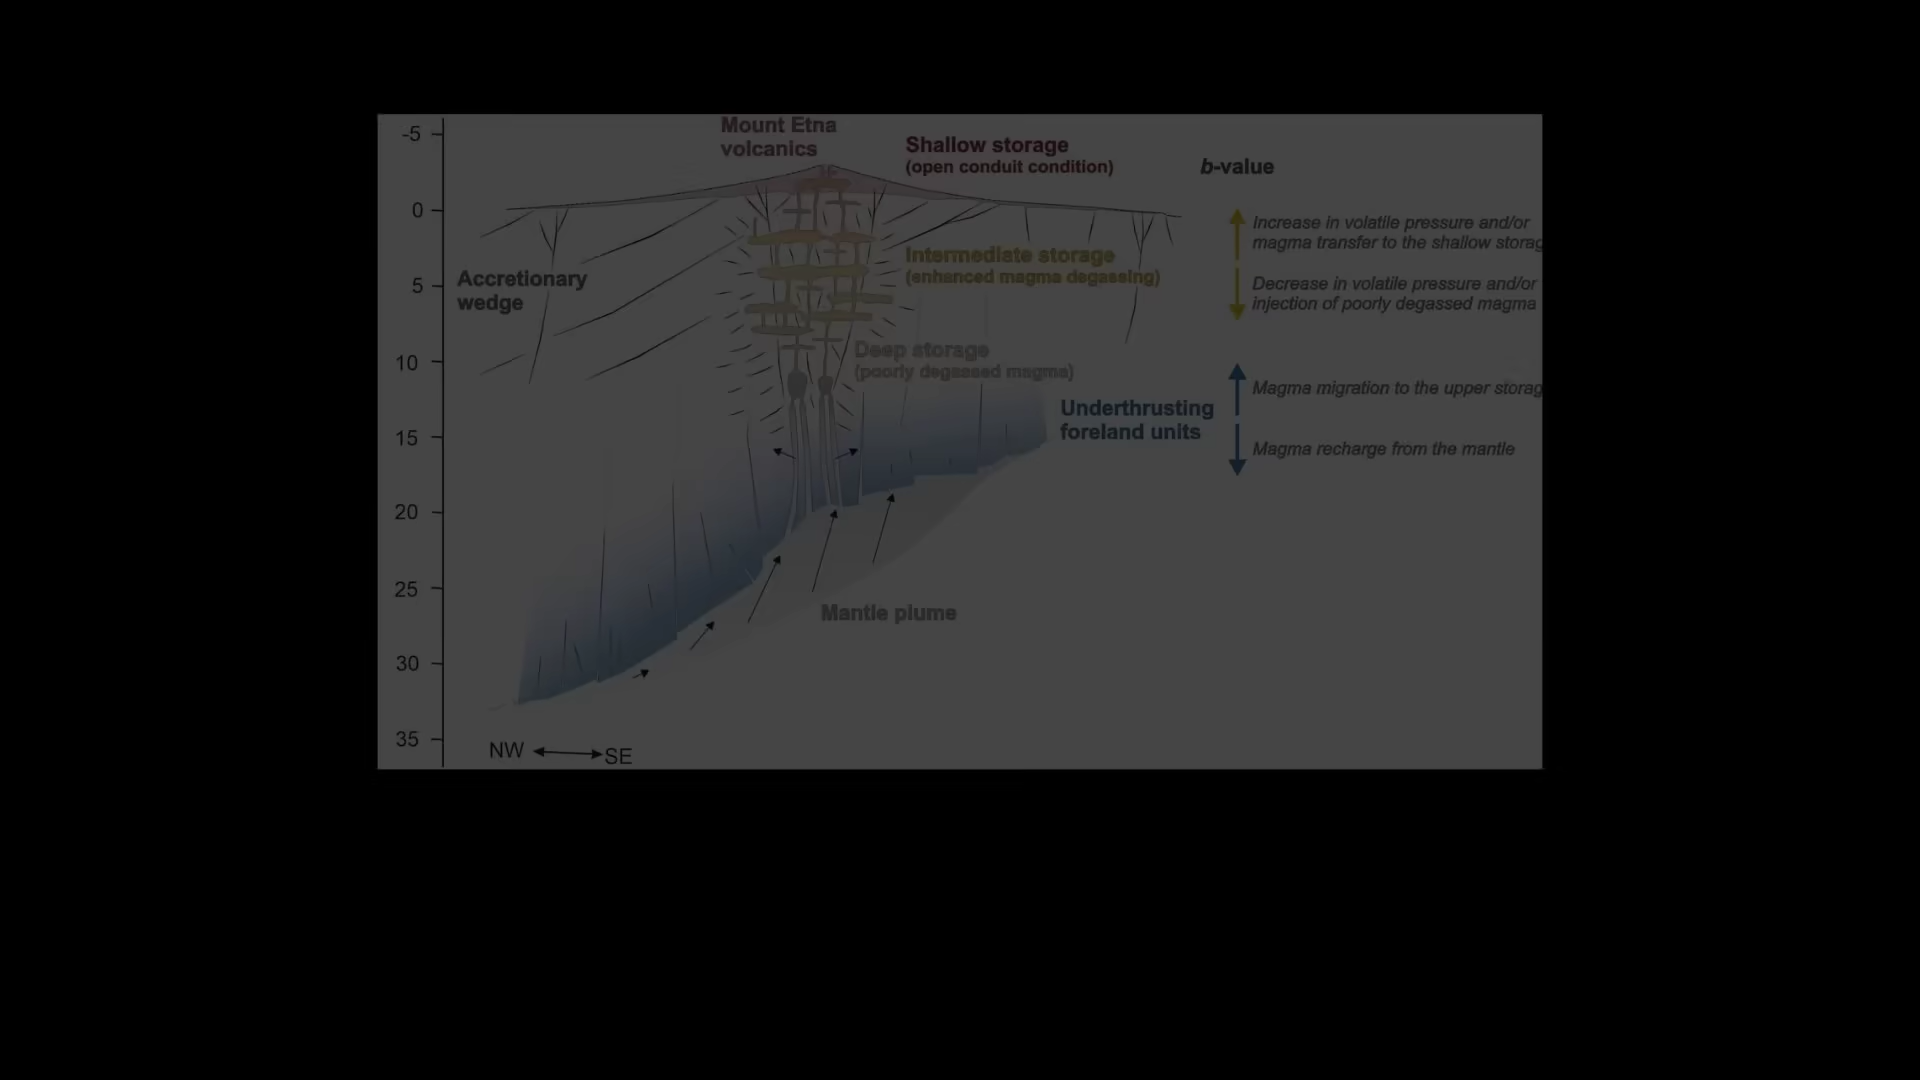 Mount Etna
volcanics
Shallow storage
(open conduit condition)
b-value
-5
0
5
10
15
20
25
30
35
Increase in volatile pressure and/or
magma transfer to the shallow storag
Intermediate storage
(enhanced magma degassing)
Accretionary
wedge
Decrease in volatile pressure and/or
injection of poorly degassed magma
Deep storage
(poorly degassed magma)
Magma migration to the upper storag
Underthrusting
foreland units
Magma recharge from the mantle
Mantle plume
NW
SE